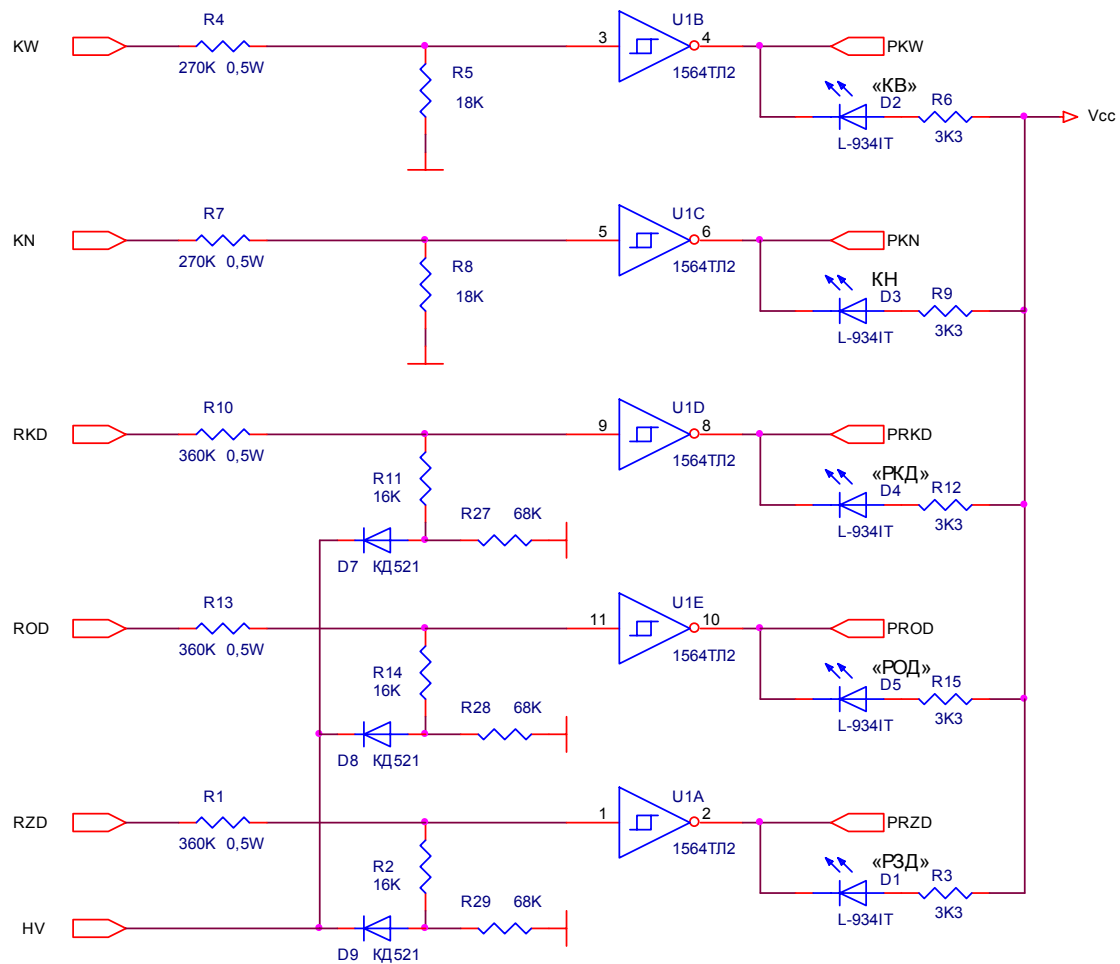 R4
KW
270K 0,5W
3
U1B
4
1564ТЛ2
PKW
R5
18K
«КВ»
D2
R6
L-934IT
3K3
Vcc
R7
KN
270K 0,5W
5
U1C
6
1564ТЛ2
PKN
R8
18K
КН
D3
R9
L-934IT
3K3
R10
RKD
360K 0,5W
9
U1D
8
1564ТЛ2
PRKD
R11
16K
«РКД»
D4
R12
L-934IT
3K3
R27 68K
D7 КД521
R13
ROD
360K 0,5W
11
U1E
10
1564ТЛ2
PROD
R14
16K
«РОД»
D5
R15
L-934IT
3K3
R28 68K
D8 КД521
R1
RZD
360K 0,5W
1
U1A
2
1564ТЛ2
PRZD
R2
16K
«РЗД»
D1
R3
L-934IT
3K3
R29 68K
HV
D9 КД521